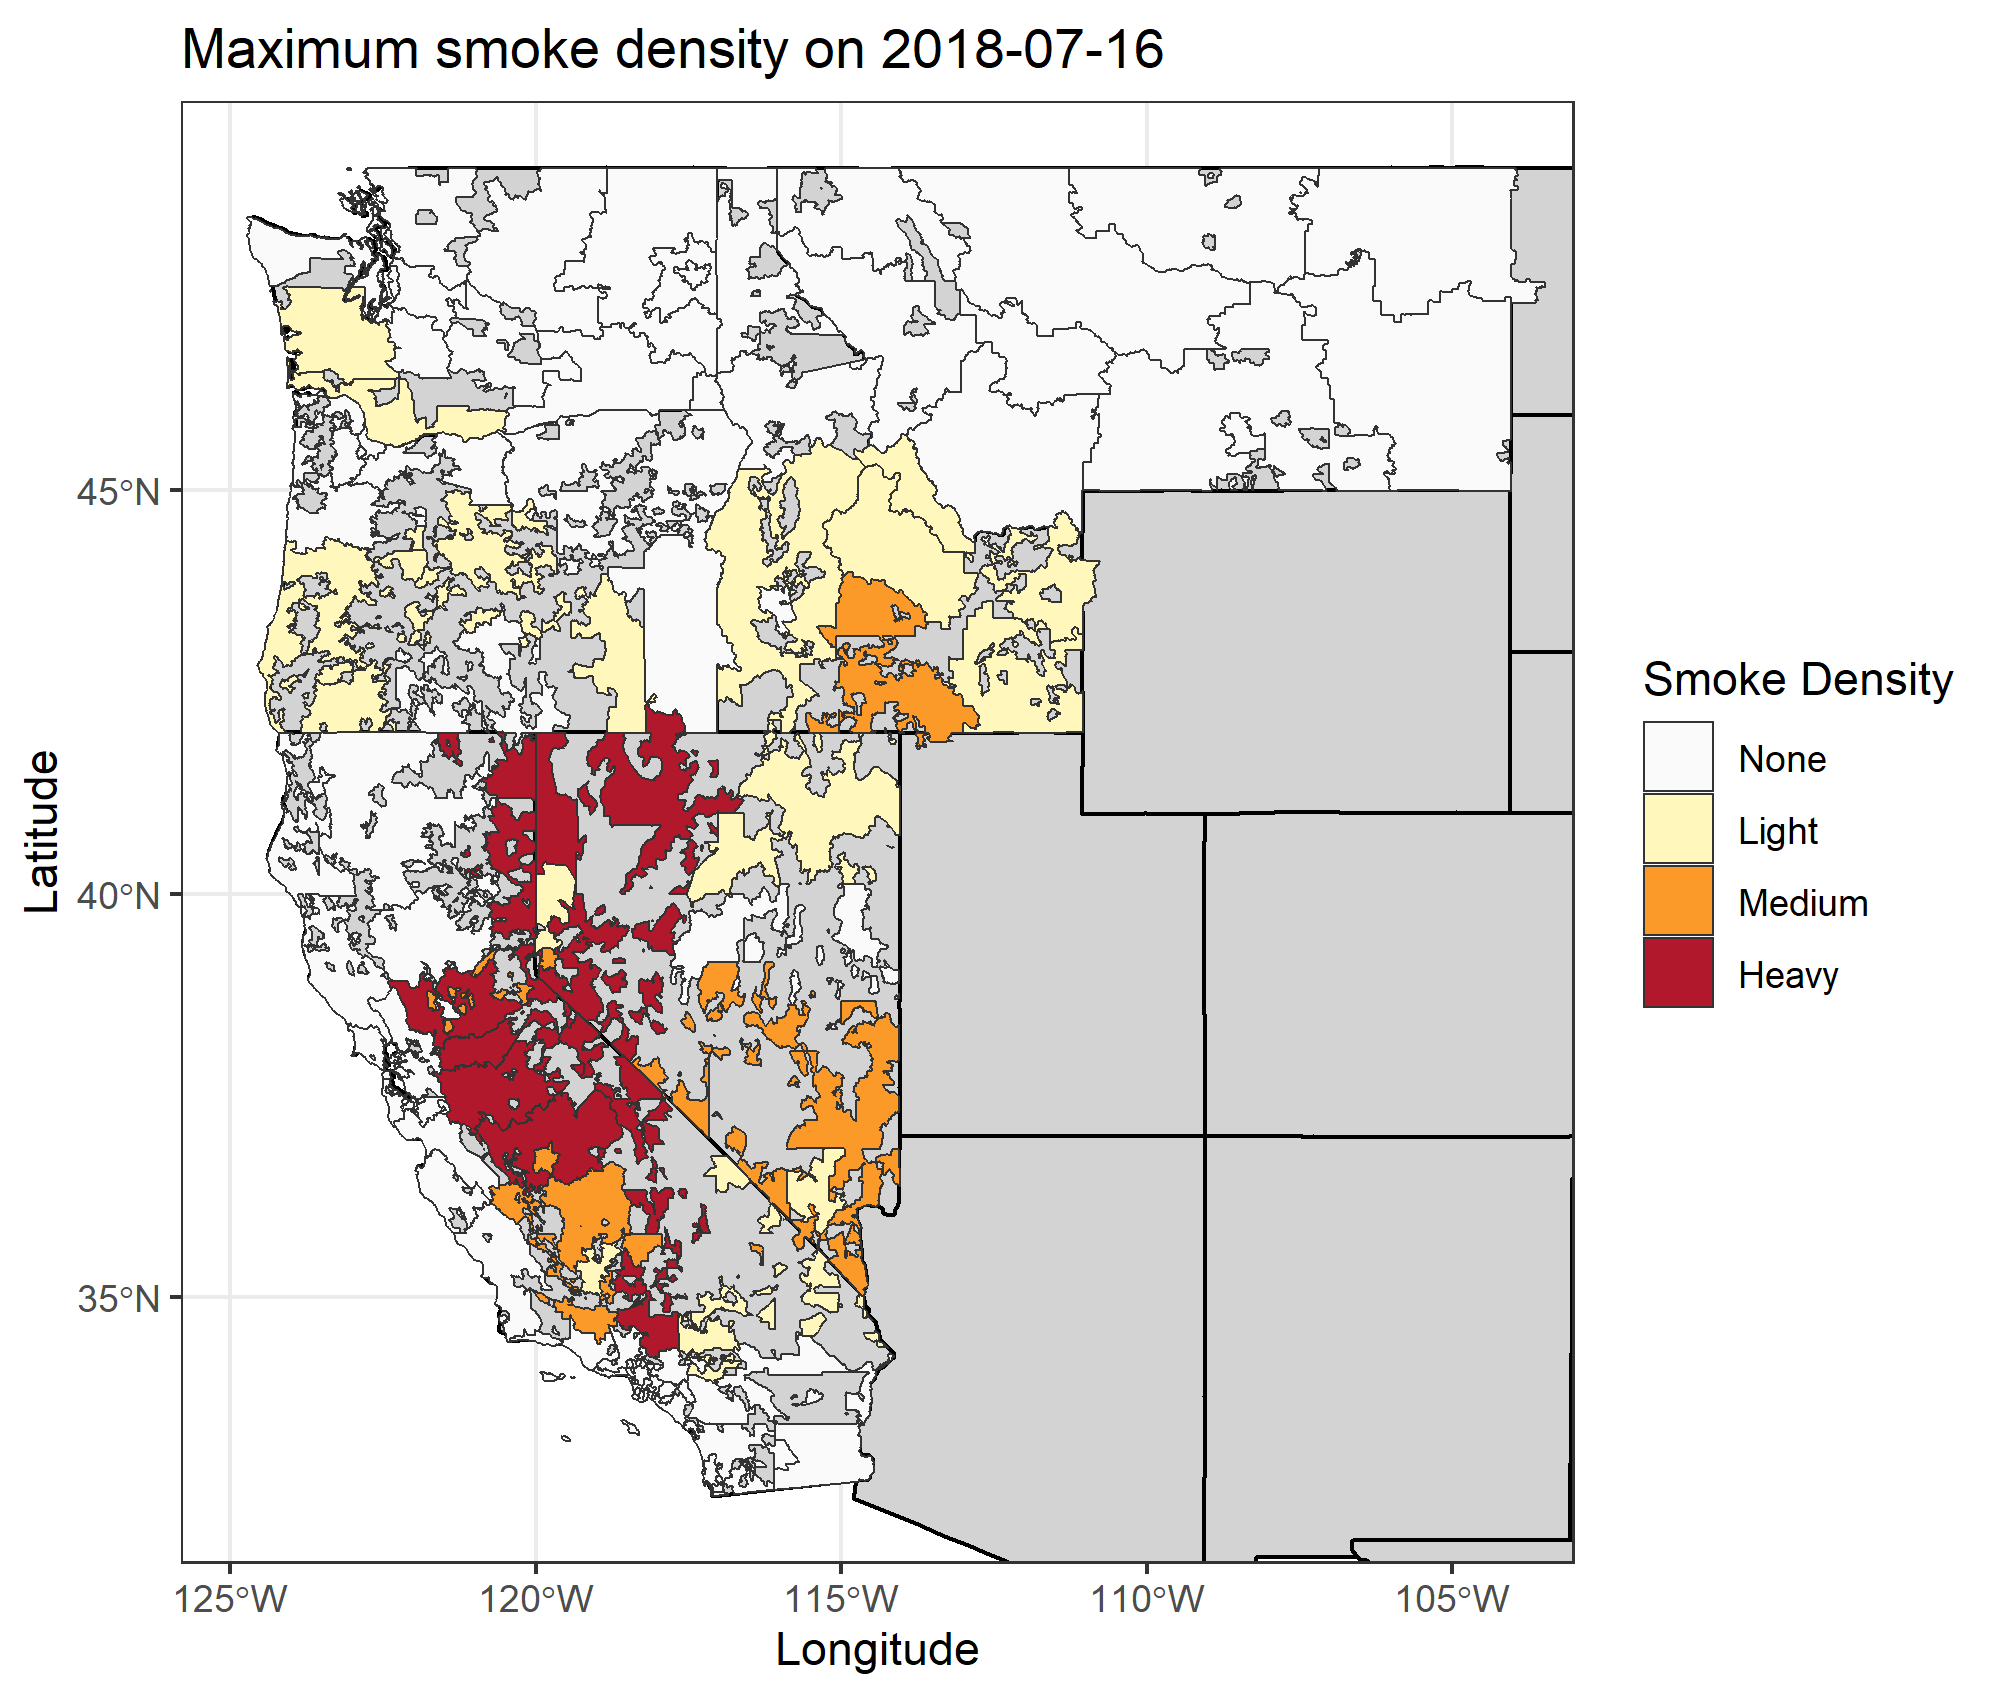 Maximum smoke density on 2018-07-16
45°N
40°N
35°N
Latitude
125°W
120°W
115°W
110°W
105°W
Longitude
Smoke Density
None
Light
Medium
Heavy